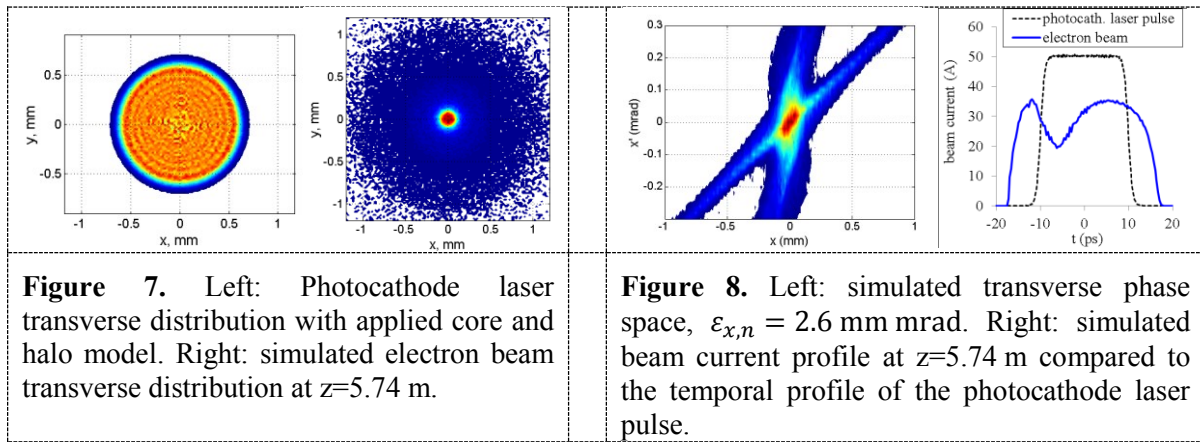 0.5
0
-0.5
y, mm
-1
-0.5
0
0.5
1
x, mm
1
0.5
0
-0.5
-1
y, mm
-1
-0.5
0
0.5
1
x, mm
0.3
0.2
0.1
0
-0.1
-0.2
x' (mrad)
-1
-0.5
0
0.5
1
x (mm)
photocath. laser pulse
electron beam
60
50
40
30
20
10
0
beam current (A)
-20
-10
0
10
20
t (ps)
Figure 7. Left: Photocathode laser
transverse distribution with applied core and
halo model. Right: simulated electron beam
transverse distribution at z=5.74 m.
Figure 8. Left: simulated transverse phase
space, εx,n = 2.6 mm mrad. Right: simulated
beam current profile at z=5.74 m compared to
the temporal profile of the photocathode laser
pulse.